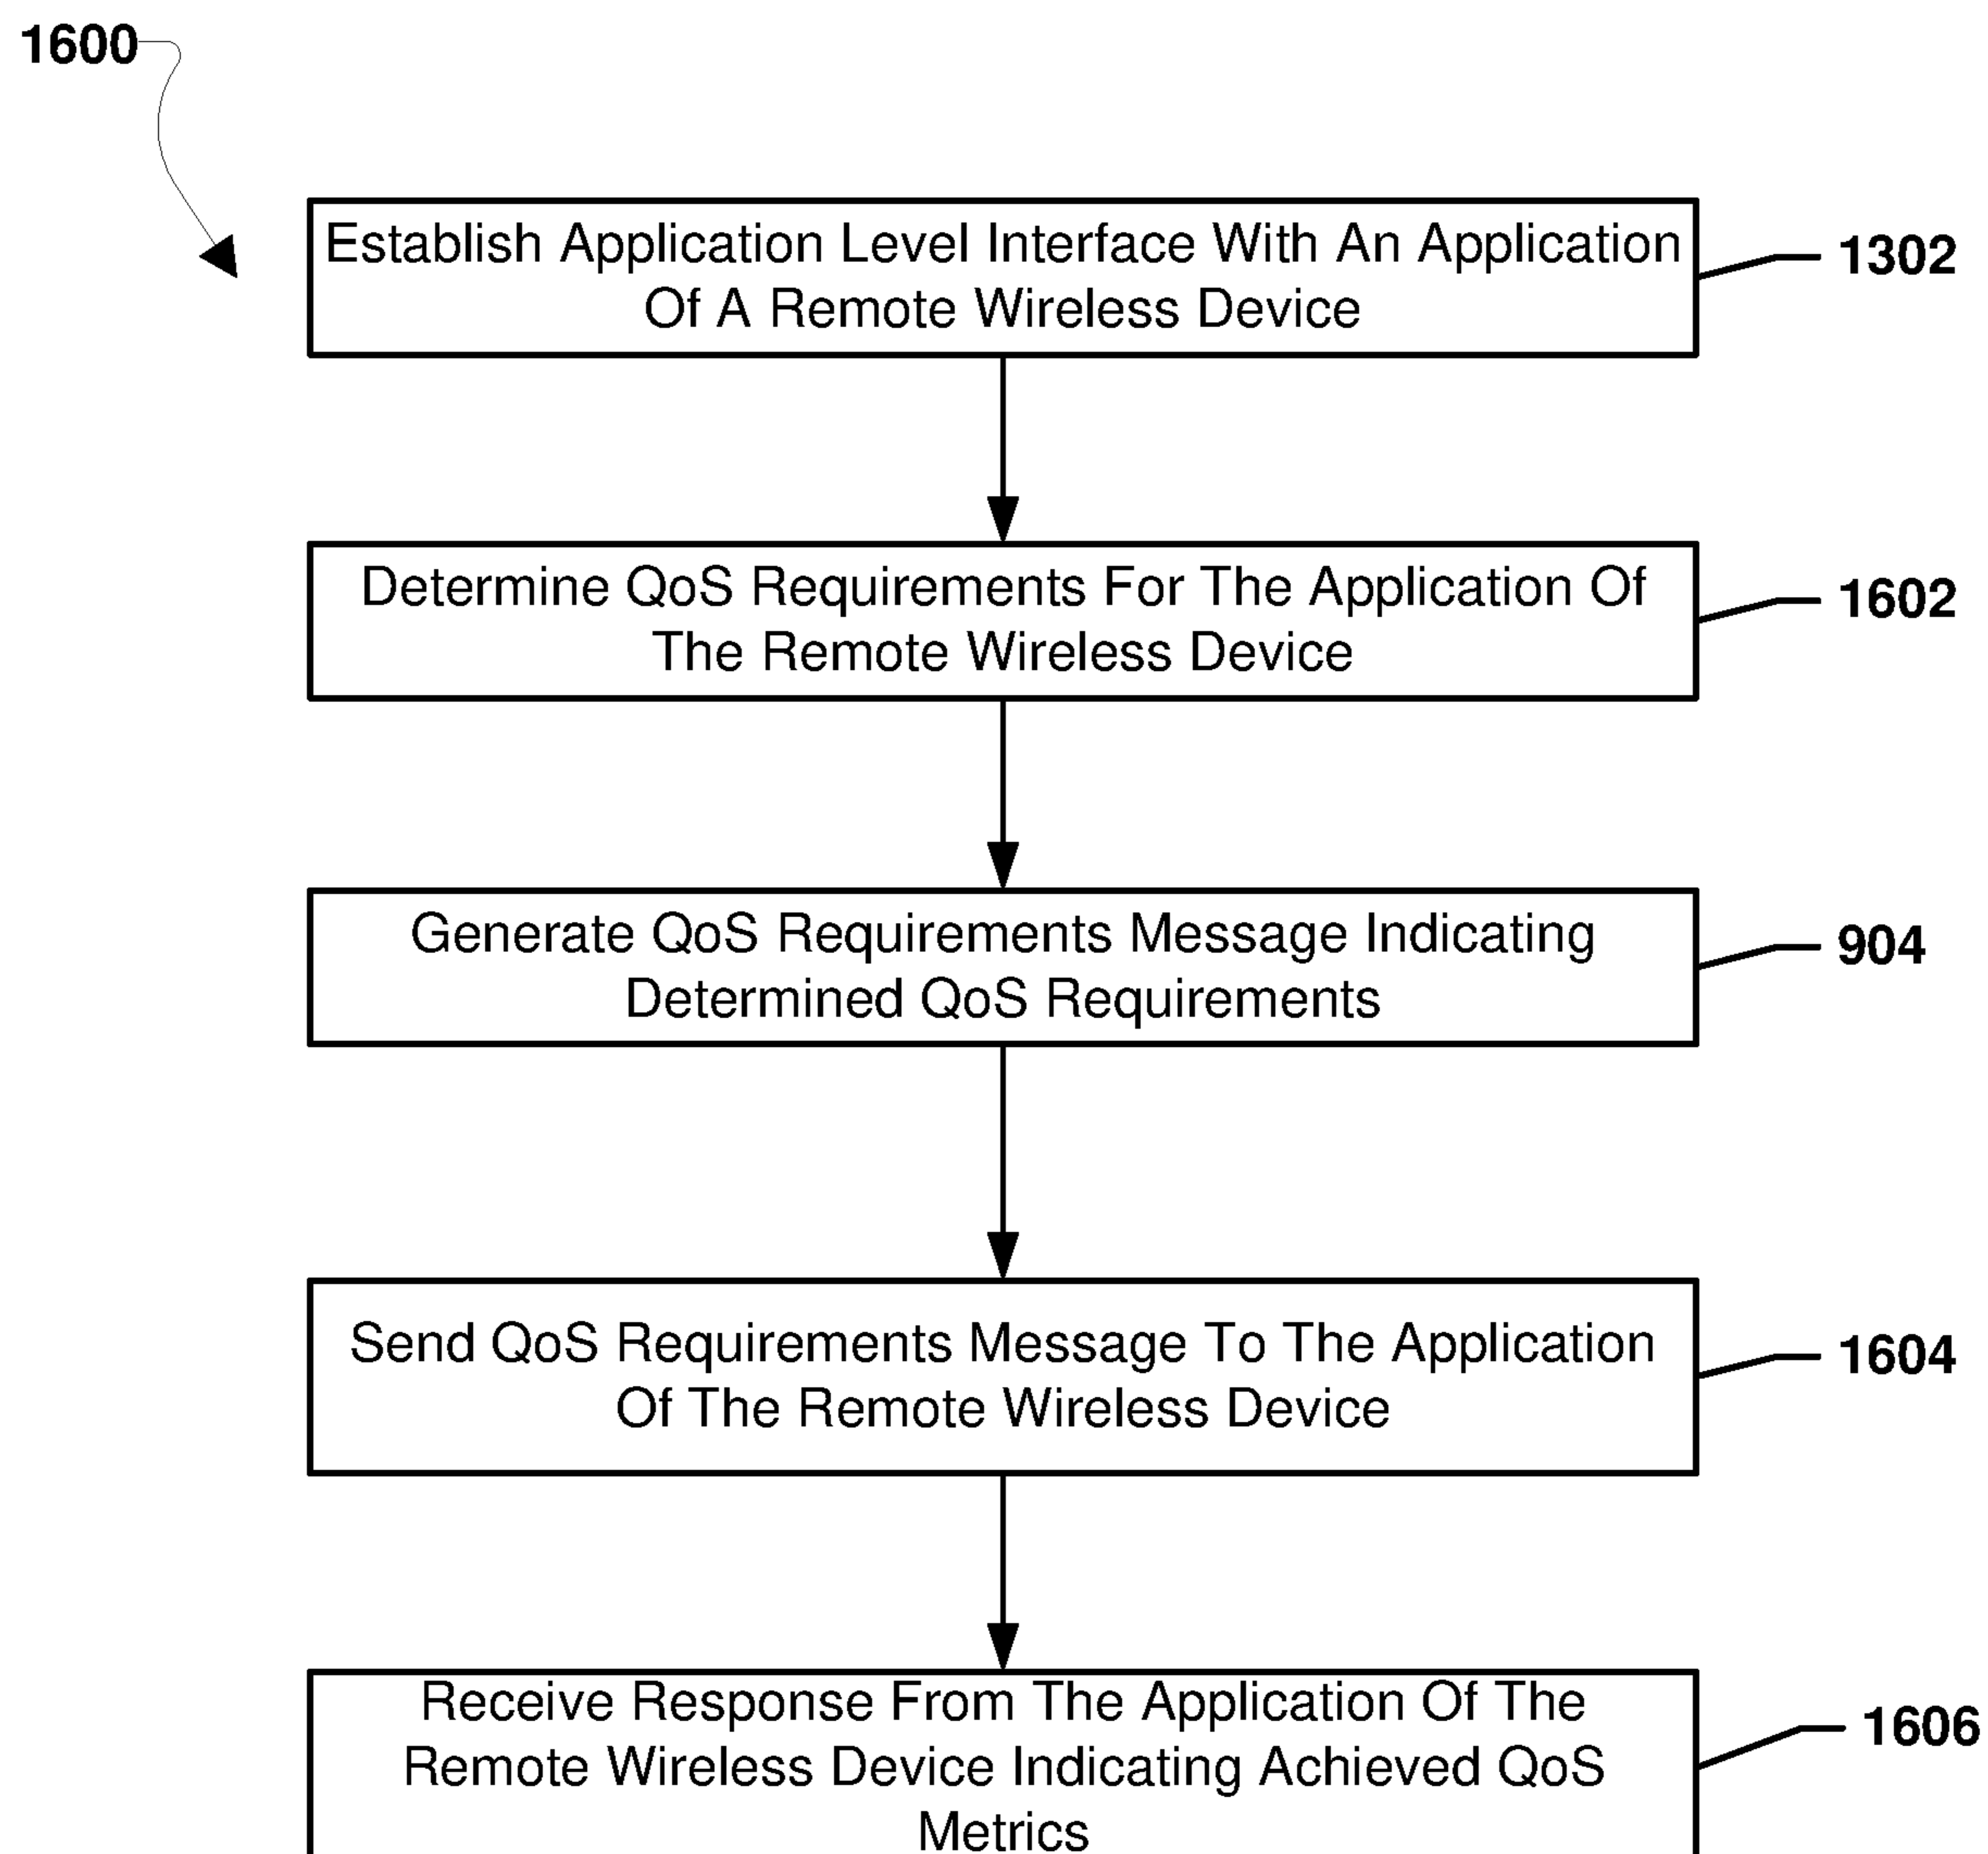 1600
Establish Application Level Interface With An Application
Of A Remote Wireless Device
1302
Determine QoS Requirements For The Application Of
The Remote Wireless Device
1602
Generate QoS Requirements Message Indicating
Determined QoS Requirements
904
Send QoS Requirements Message To The Application
Of The Remote Wireless Device
1604
Receive Response From The Application Of The
Remote Wireless Device Indicating Achieved QoS
Metrics
1606